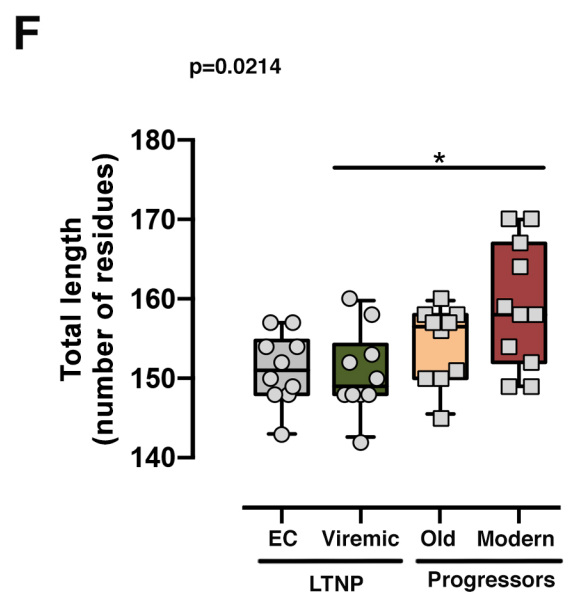 F
p=0.0214
Total length
(number of residues)
180
170
160
150
140
*
EC Viremic Old Modern
LTNP Progressors